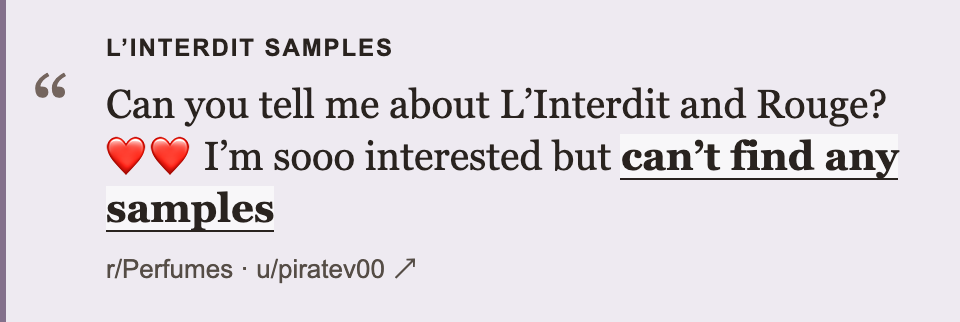 L’INTERDIT SAMPLES
“
Can you tell me about L’Interdit and Rouge?
❤️❤️ I’m sooo interested but can’t find any
samples
r/Perfumes · u/piratev00 ↗